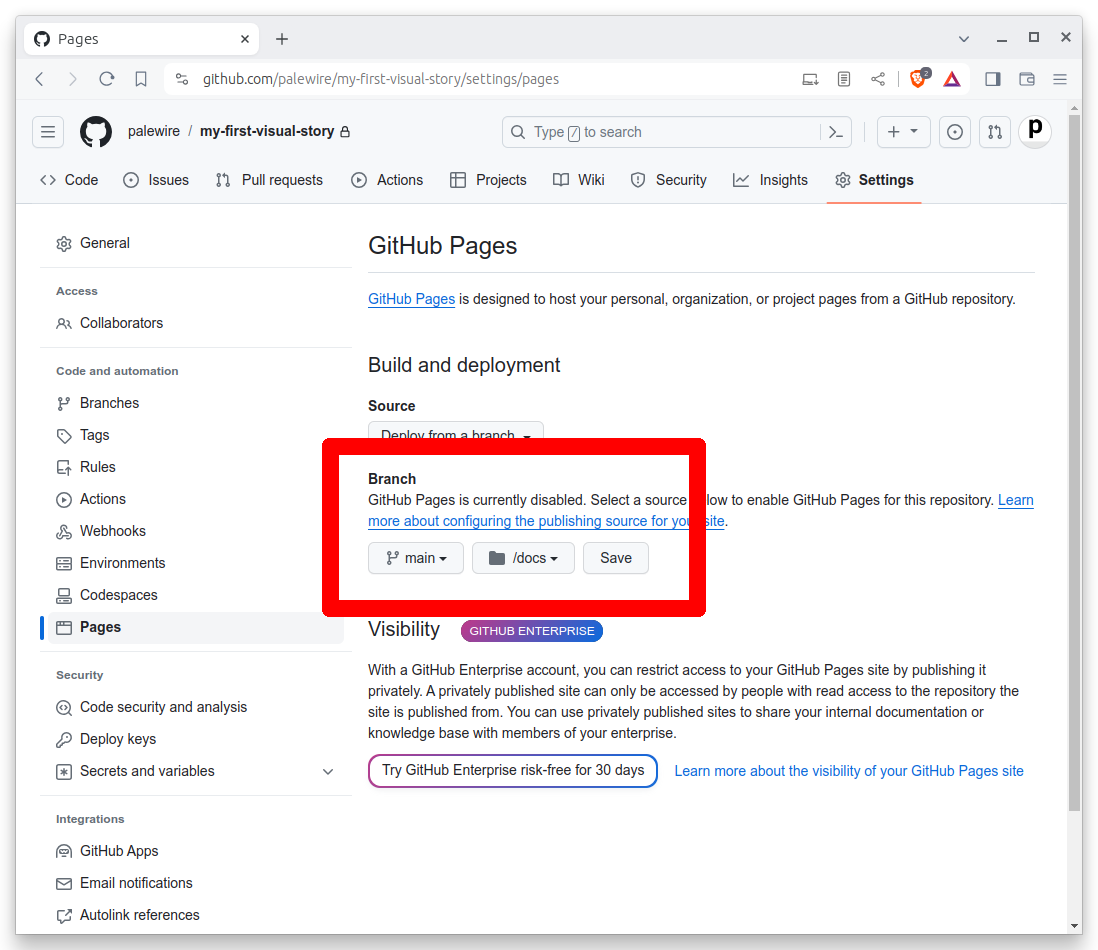 Pages
github.com/palewire/my-first-visual-story/settings/pages
2
palewire / my-first-visual-story
Type / to search
p
Code
Issues
Pull requests
Actions
Projects
Wiki
Security
Insights
Settings
General
Access
Collaborators
Code and automation
Branches
Tags
Rules
Actions
Webhooks
Environments
Codespaces
Pages
Security
Code security and analysis
Deploy keys
Secrets and variables
Integrations
GitHub Apps
Email notifications
Autolink references
GitHub Pages
GitHub Pages is designed to host your personal, organization, or project pages from a GitHub repository.
Build and deployment
Source
Deploy from a branch
Branch
GitHub Pages is currently disabled. Select a source low to enable GitHub Pages for this repository. Learn
more about configuring the publishing source for you site.
main
/docs
Save
Visibility
GITHUB ENTERPRISE
With a GitHub Enterprise account, you can restrict access to your GitHub Pages site by publishing it
privately. A privately published site can only be accessed by people with read access to the repository the
site is published from. You can use privately published sites to share your internal documentation or
knowledge base with members of your enterprise.
Try GitHub Enterprise risk-free for 30 days
Learn more about the visibility of your GitHub Pages site